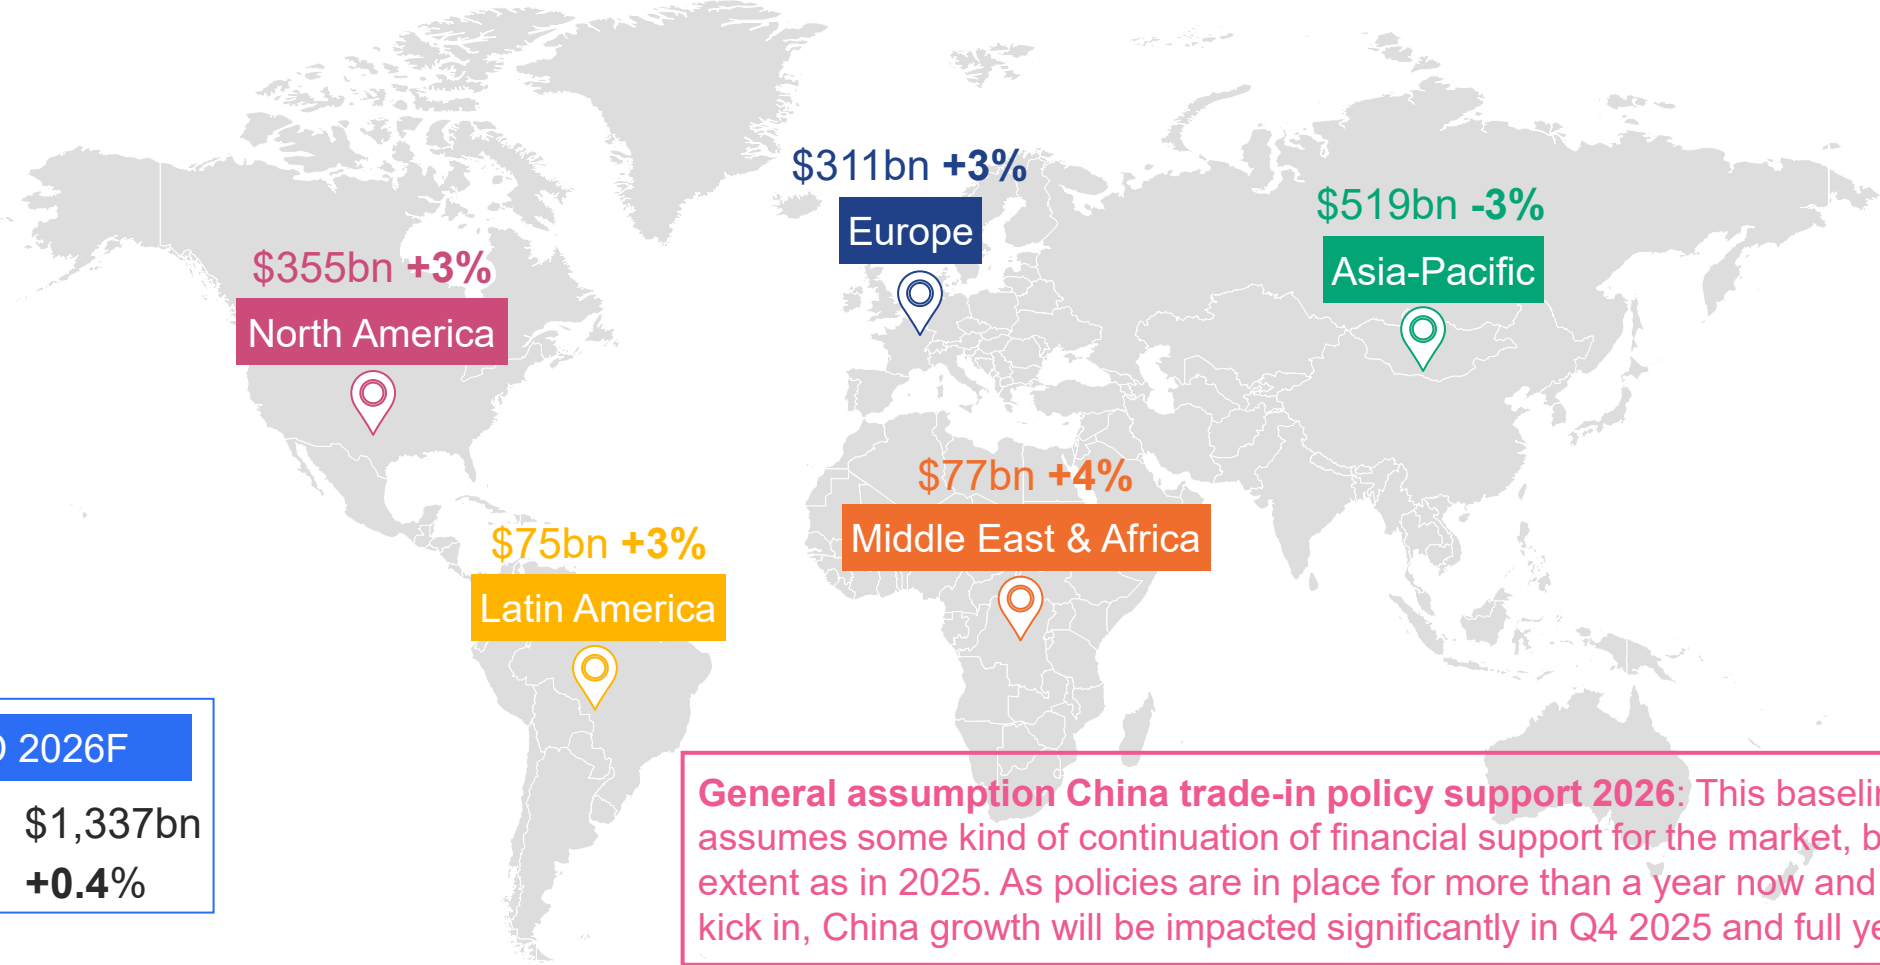 $311bn +3%
Europe
$519bn -3%
Asia-Pacific
$355bn +3%
North America
$77bn +4%
Middle East & Africa
$75bn +3%
Latin America
2026F
$1,337bn
+0.4%
General assumption China trade-in policy support 2026: This
assumes some kind of continuation of financial support for the market,
extent as in 2025. As policies are in place for more than a year now and
kick in, China growth will be impacted significantly in Q4 2025 and full